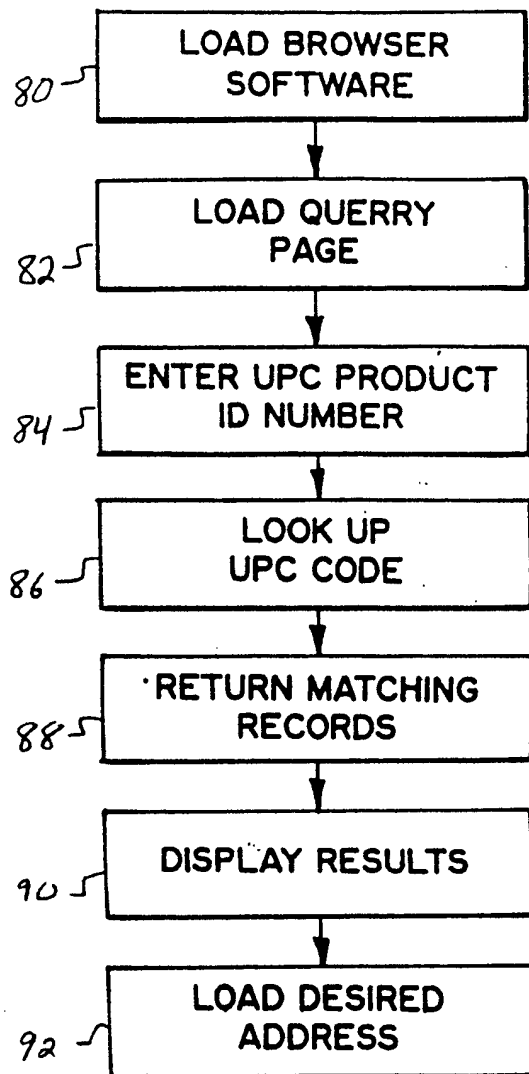 80
LOAD BROWSER
SOFTWARE
82
LOAD QUERRY
PAGE
84
ENTER UPC PRODUCT
ID NUMBER
86
LOOK UP
UPC CODE
88
RETURN MATCHING
RECORDS
90
DISPLAY RESULTS
92
LOAD DESIRED
ADDRESS